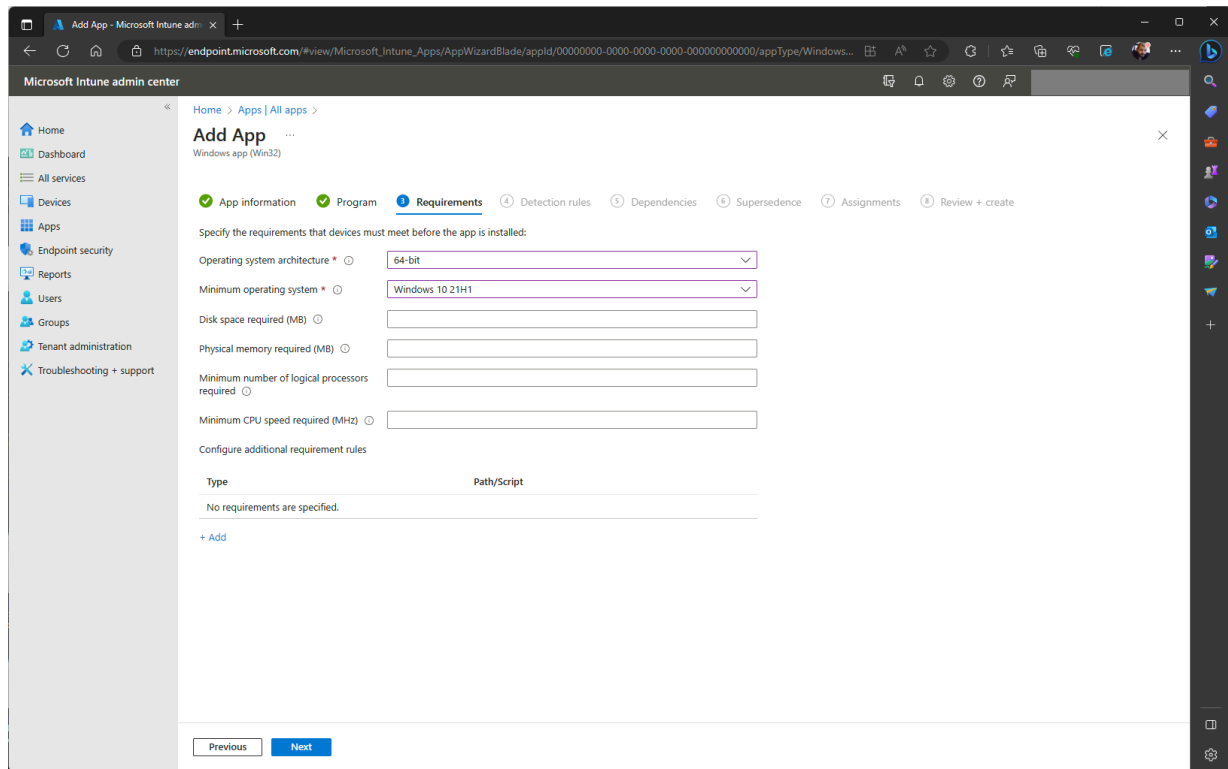 Add App - Microsoft Intune adm
https://endpoint.microsoft.com/#view/Microsoft_Intune_Apps/AppWizardBlade/appId/00000000-0000-0000-0000-000000000000/appType/Windows...
Microsoft Intune admin center
Home > Apps | All apps >
Home
Dashboard
All services
Devices
Apps
Endpoint security
Reports
Users
Groups
Tenant administration
Troubleshooting + support
Add App ...
Windows app (Win32)
App information Program 3 Requirements 4 Detection rules 5 Dependencies 6 Supersedence 7 Assignments 8 Review + create
Specify the requirements that devices must meet before the app is installed:
Operating system architecture * 64-bit
Minimum operating system * Windows 10 21H1
Disk space required (MB)
Physical memory required (MB)
Minimum number of logical processors
required
Minimum CPU speed required (MHz)
Configure additional requirement rules
Type Path/Script
No requirements are specified.
+ Add
Previous Next